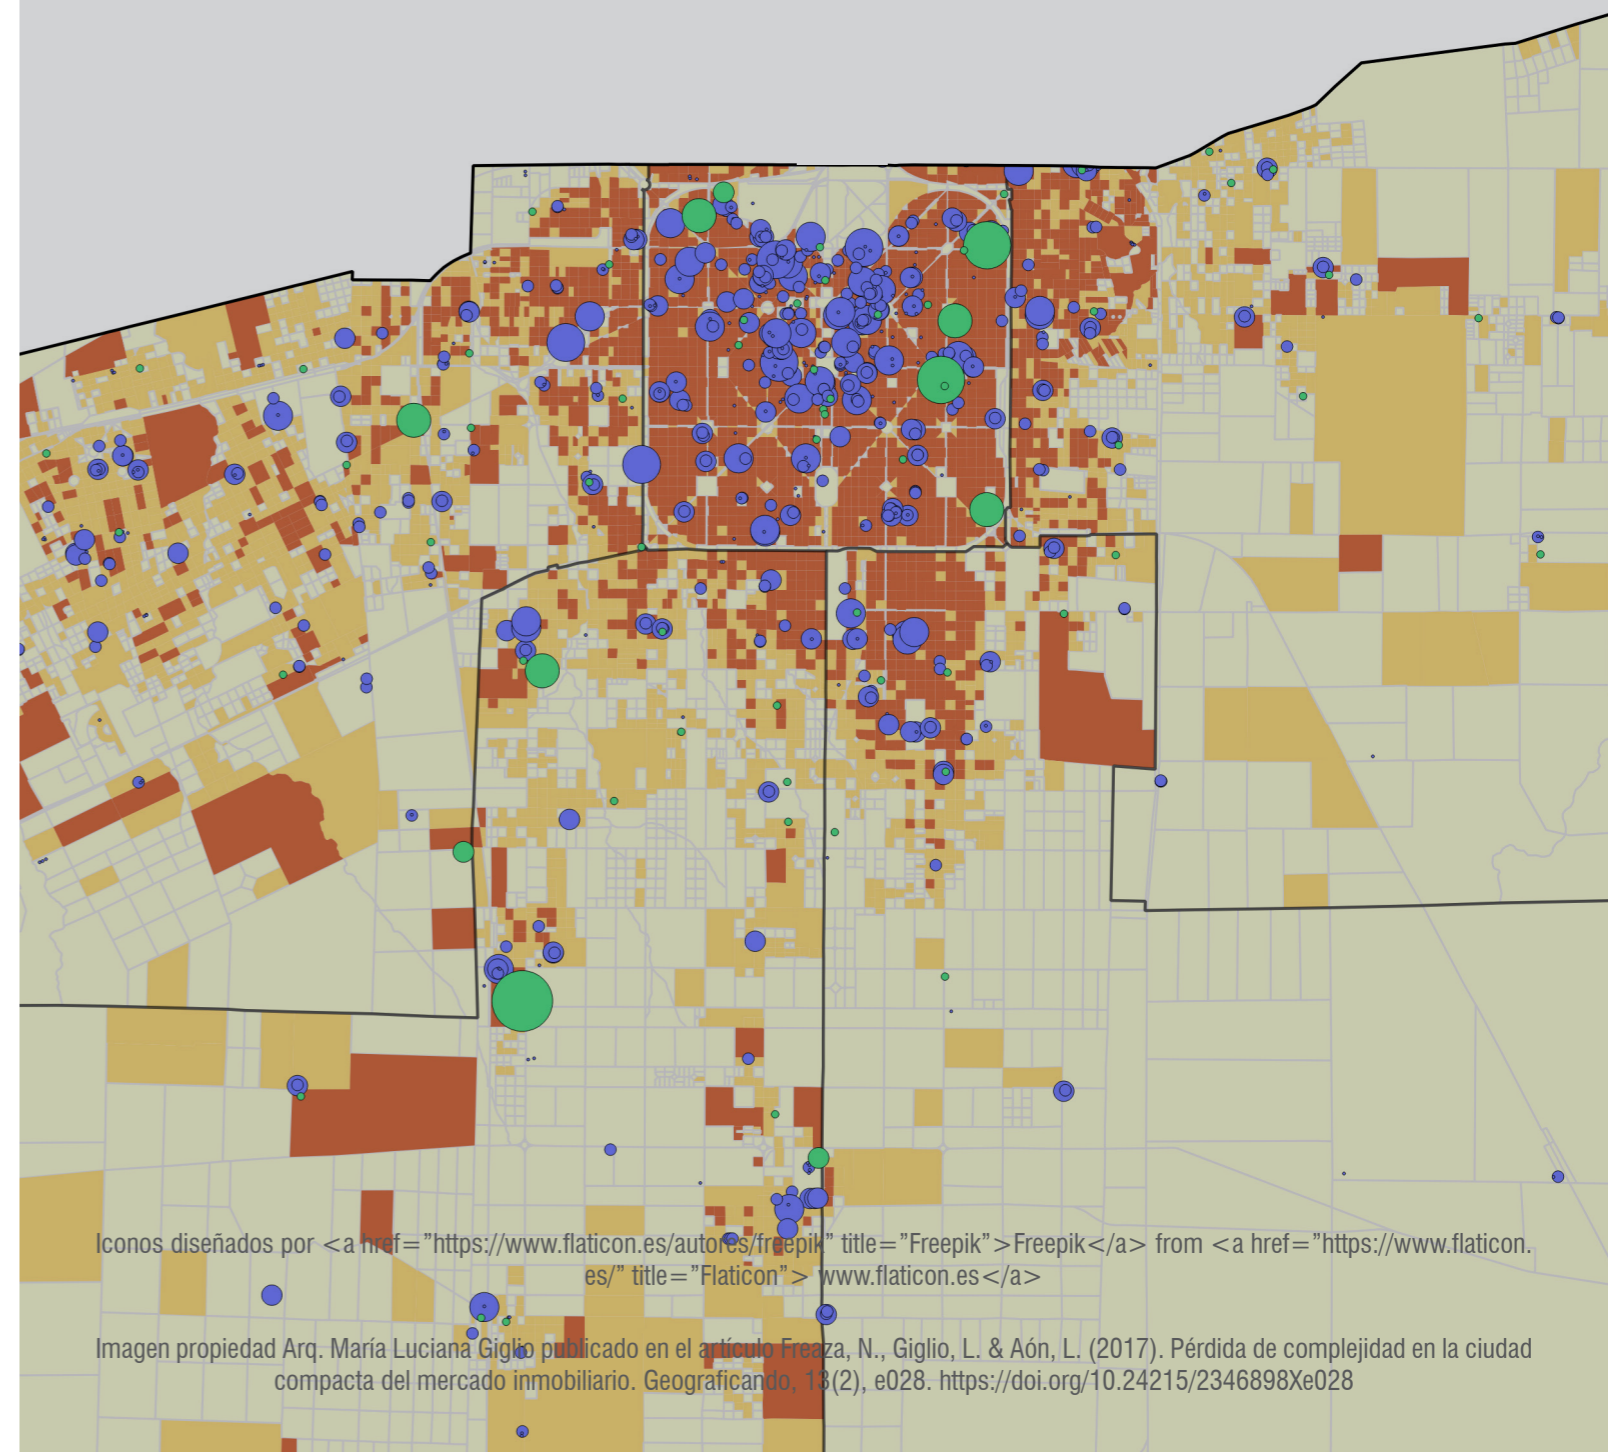 Iconos diseñados por <a href=”https://www.flaticon.es/autores/freepik” title=”Freepik”>Freepik</a> from <a href=”https://www.flaticon.
es/” title=”Flaticon”> www.flaticon.es</a>
Imagen propiedad Arq. María Luciana Giglio publicado en el artículo Freaza, N., Giglio, L. & Aón, L. (2017). Pérdida de complejidad en la ciudad
compacta del mercado inmobiliario. Geograficando, 13(2), e028. https://doi.org/10.24215/2346898Xe028